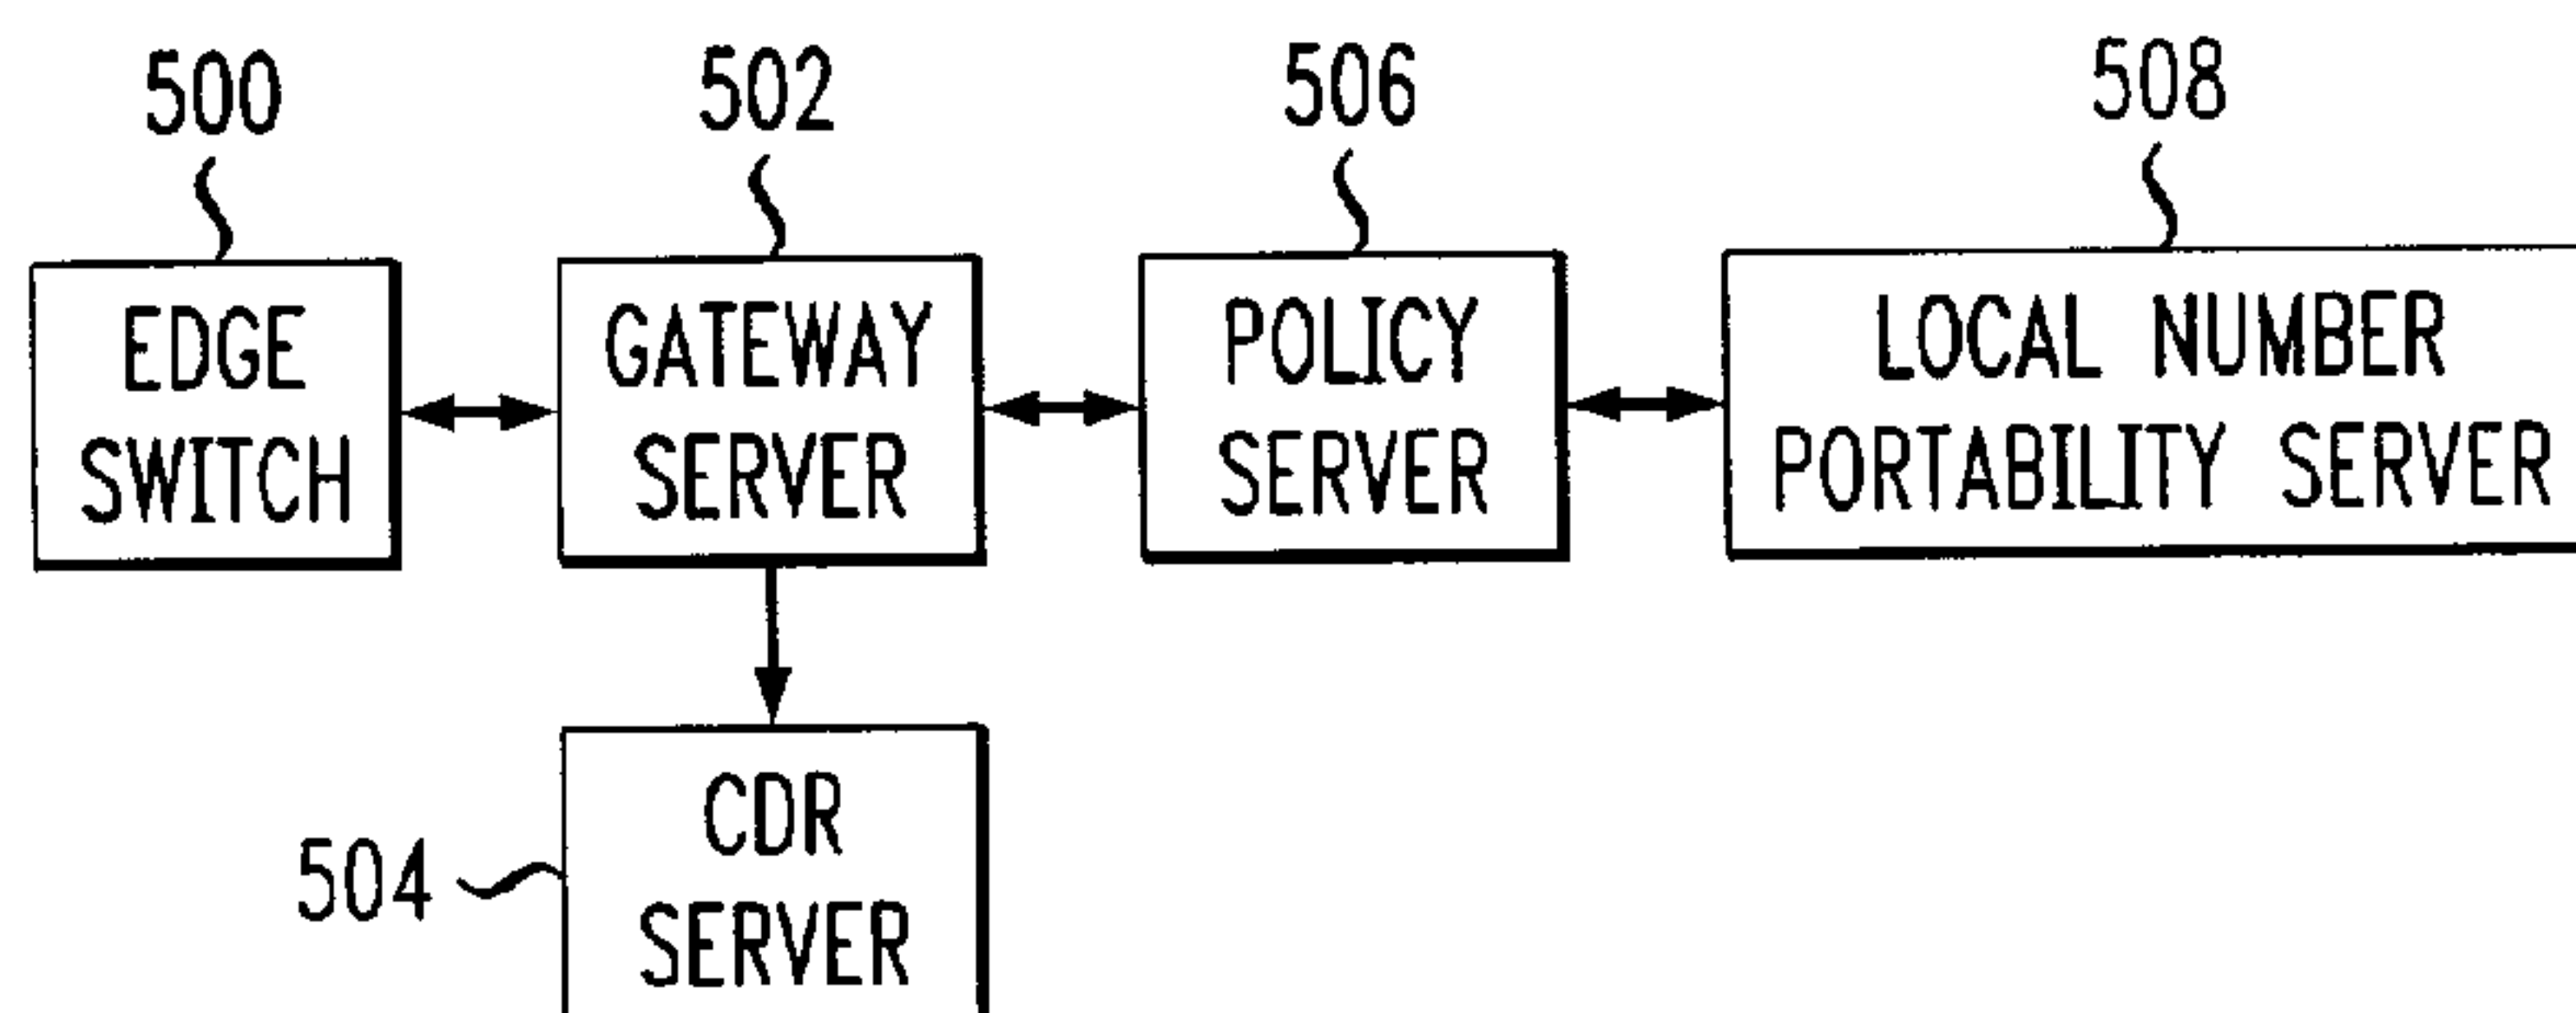 500
502
506
508
EDGE
SWITCH
GATEWAY
SERVER
POLICY
SERVER
LOCAL NUMBER
PORTABILITY SERVER
504
CDR
SERVER